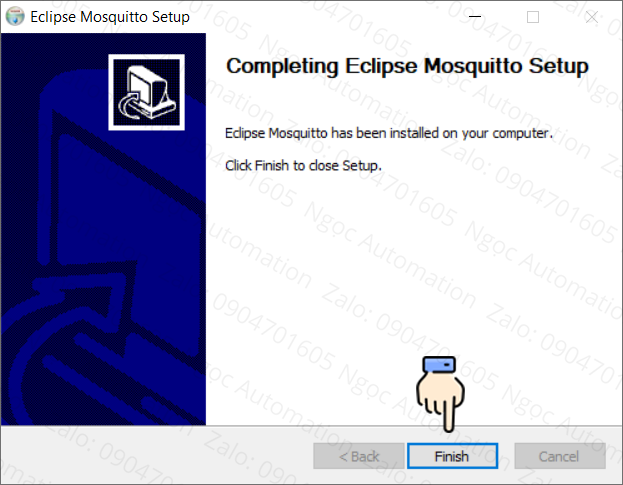 Eclipse Mosquitto Setup
Completing Eclipse Mosquitto Setup
Eclipse Mosquitto has been installed on your computer.
Click Finish to close Setup.
< Back
Finish
Cancel
Ngọc Automation Zalo: 0904701605